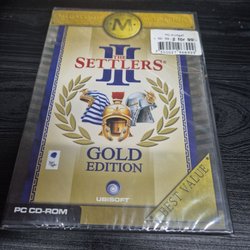 M
THE
SETTLERS
III
GOLD
EDITION
BEST VALUE
PC CD-ROM
UBISOFT